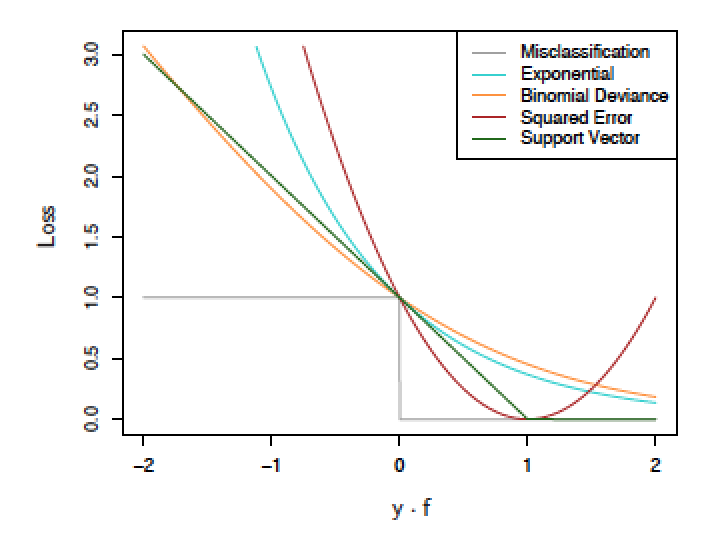 Misclassification
Exponential
Binomial Deviance
Squared Error
Support Vector
Loss
3.0
2.5
2.0
1.5
1.0
0.5
0.0
−2 −1 0 1 2
y · f